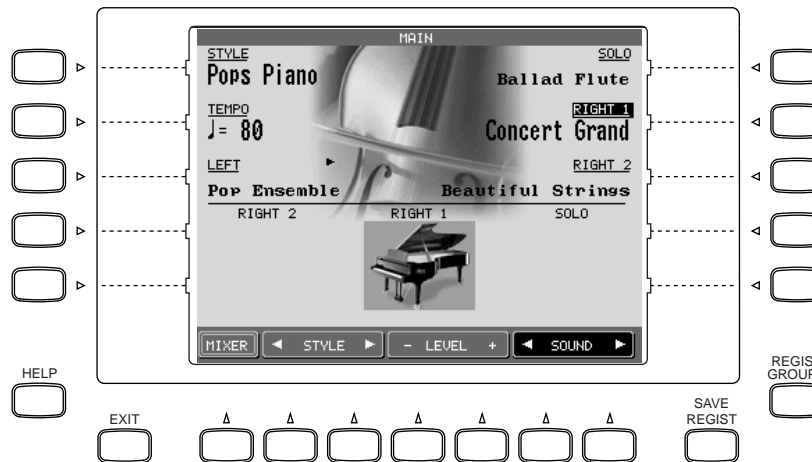 MAIN
STYLE
Pops Piano
SOLO
Ballad Flute
TEMPO
♩= 80
RIGHT 1
Concert Grand
LEFT
Pop Ensemble
RIGHT 2
Beautiful Strings
RIGHT 2 RIGHT 1 SOLO
MIXER ◄ STYLE ► - LEVEL + ◄ SOUND ►
HELP
EXIT
SAVE
REGIST
REGIS
GROUP